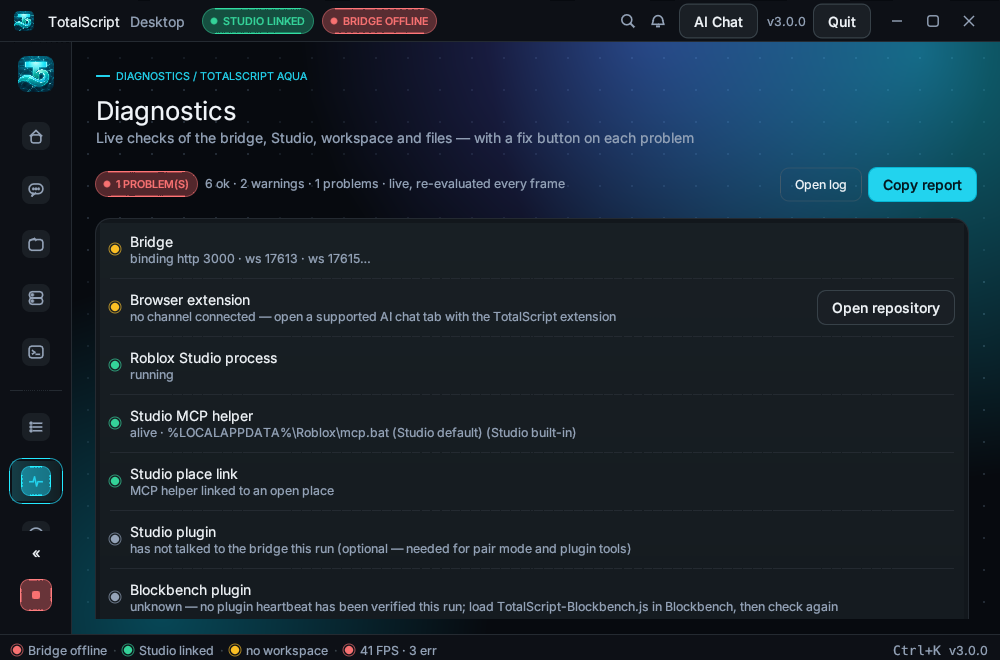 TotalScript Desktop STUDIO LINKED BRIDGE OFFLINE AI Chat v3.0.0 Quit
DIAGNOSTICS / TOTALSCRIPT AQUA
Diagnostics
Live checks of the bridge, Studio, workspace and files — with a fix button on each problem
1 PROBLEM(S) 6 ok · 2 warnings · 1 problems · live, re-evaluated every frame Open log Copy report
Bridge
binding http 3000 · ws 17613 · ws 17615...
Browser extension
no channel connected — open a supported AI chat tab with the TotalScript extension
Open repository
Roblox Studio process
running
Studio MCP helper
alive · %LOCALAPPDATA%\Roblox\mcp.bat (Studio default) (Studio built-in)
Studio place link
MCP helper linked to an open place
Studio plugin
has not talked to the bridge this run (optional — needed for pair mode and plugin tools)
Blockbench plugin
unknown — no plugin heartbeat has been verified this run; load TotalScript-Blockbench.js in Blockbench, then check again
Bridge offline · Studio linked · no workspace · 41 FPS · 3 err Ctrl+K v3.0.0